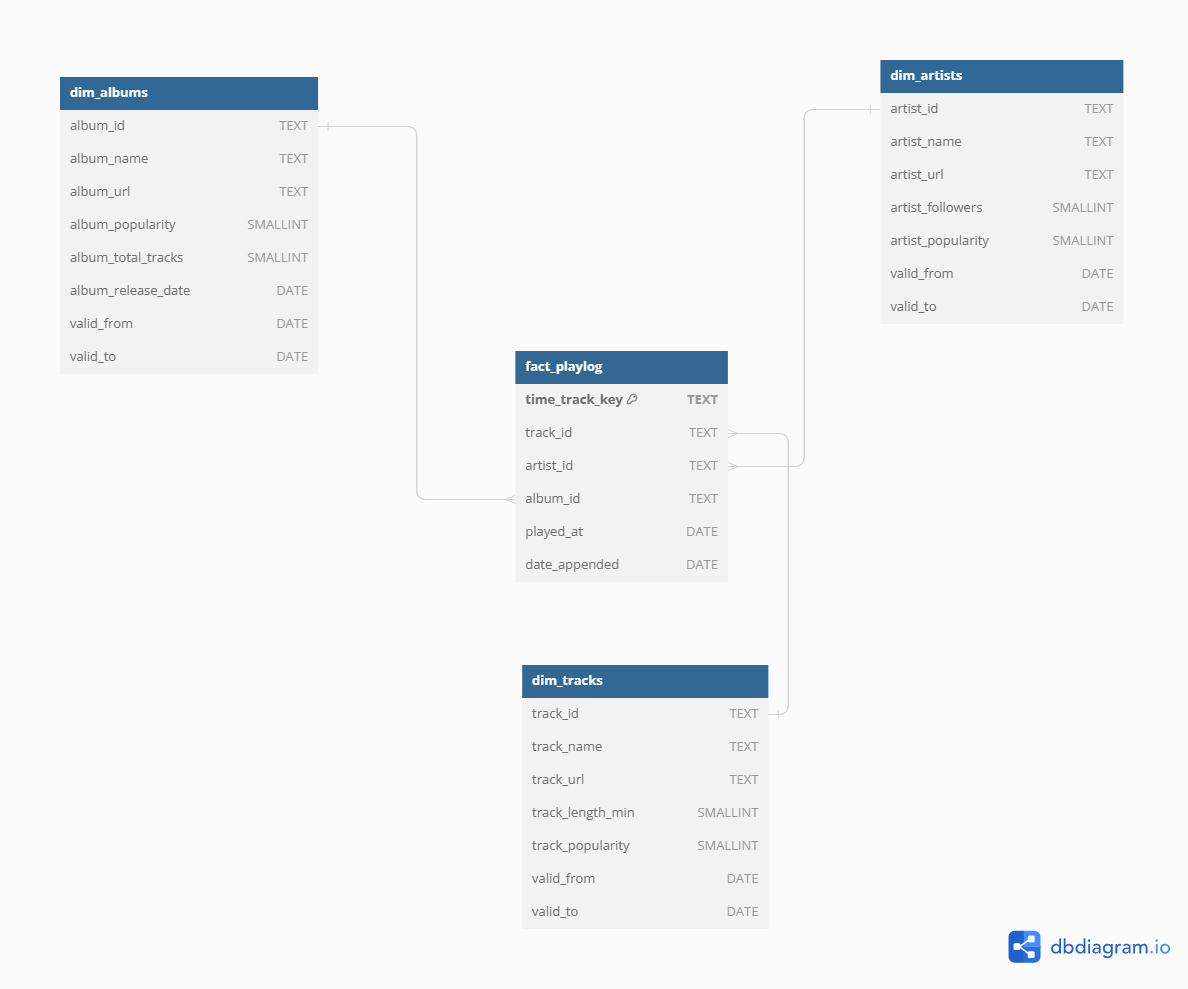 dim_albums
album_id TEXT
album_name TEXT
album_url TEXT
album_popularity SMALLINT
album_total_tracks SMALLINT
album_release_date DATE
valid_from DATE
valid_to DATE
dim_artists
artist_id TEXT
artist_name TEXT
artist_url TEXT
artist_followers SMALLINT
artist_popularity SMALLINT
valid_from DATE
valid_to DATE
fact_playlog
time_track_key TEXT
track_id TEXT
artist_id TEXT
album_id TEXT
played_at DATE
date_appended DATE
dim_tracks
track_id TEXT
track_name TEXT
track_url TEXT
track_length_min SMALLINT
track_popularity SMALLINT
valid_from DATE
valid_to DATE
dbdiagram.io